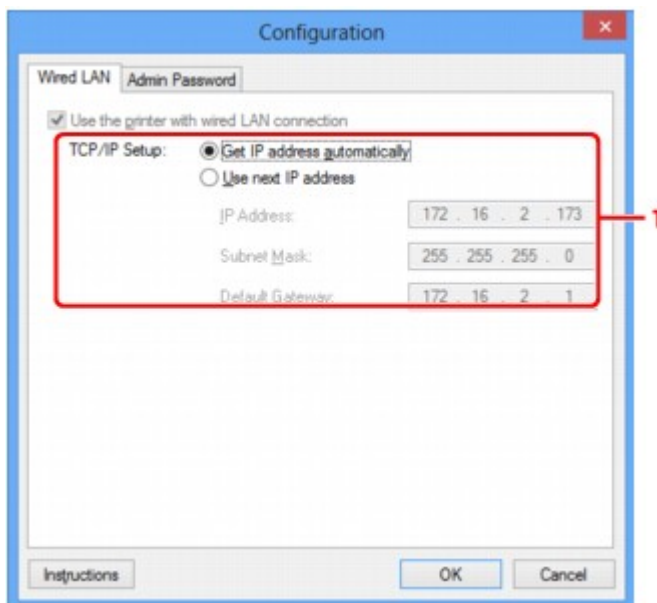 Configuration
Wired LAN Admin Password
Use the printer with wired LAN connection
TCP/IP Setup: Get IP address automatically
Use next IP address
IP Address: 172 . 16 . 2 . 173
1
Subnet Mask: 255 . 255 . 255 . 0
Default Gateway: 172 . 16 . 2 . 1
Instructions OK Cancel